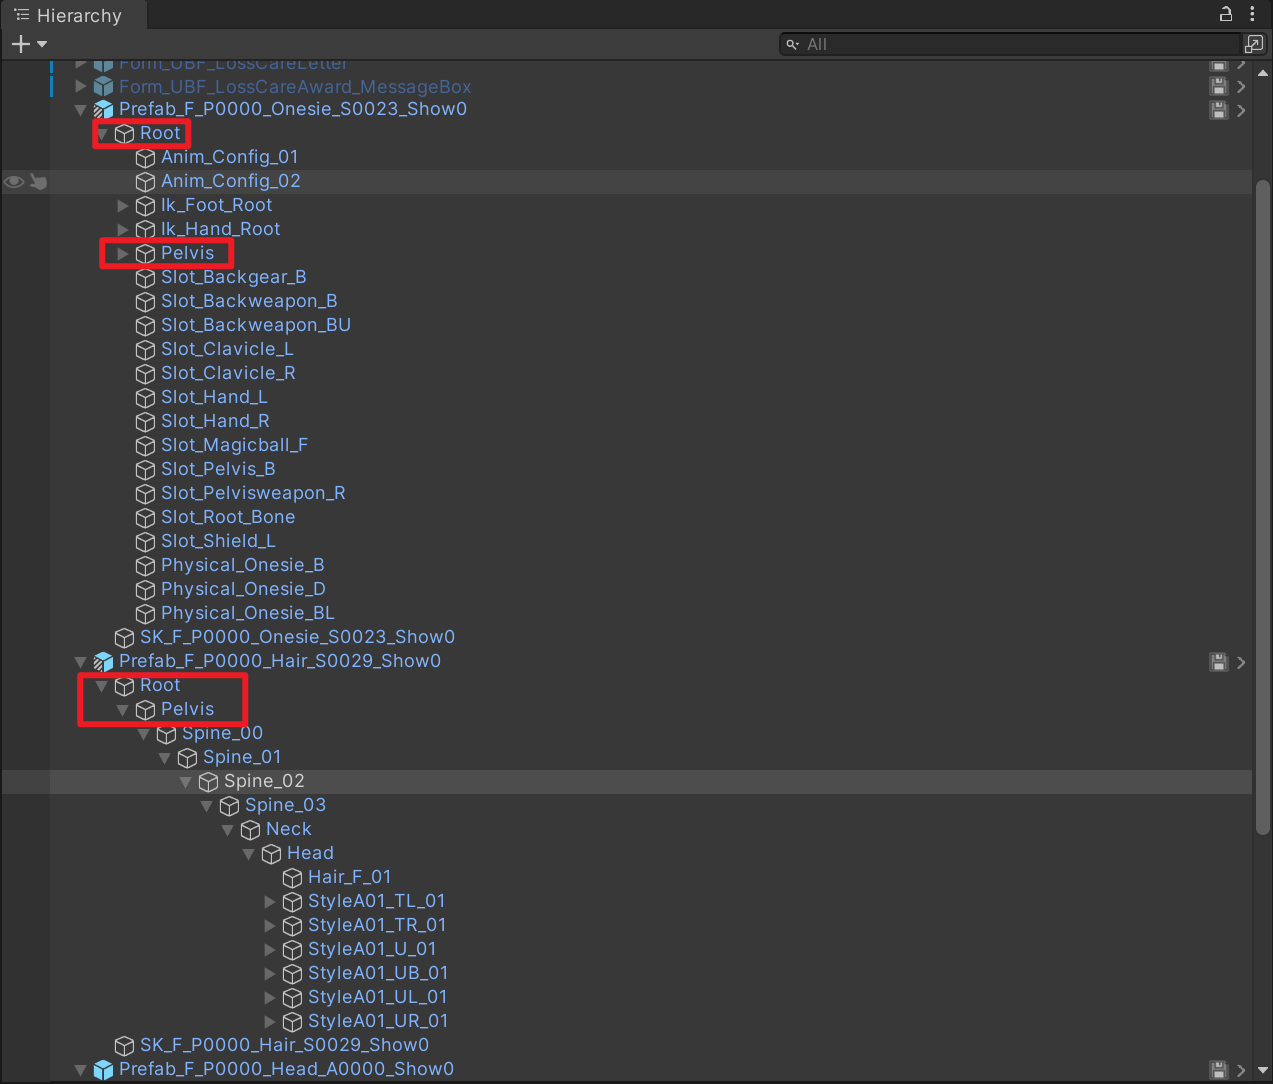 Hierarchy
All
Form_UBF_LossCareLetter
Form_UBF_LossCareAward_MessageBox
Prefab_F_P0000_Onesie_S0023_Show0
Root
Anim_Config_01
Anim_Config_02
Ik_Foot_Root
Ik_Hand_Root
Pelvis
Slot_Backgear_B
Slot_Backweapon_B
Slot_Backweapon_BU
Slot_Clavicle_L
Slot_Clavicle_R
Slot_Hand_L
Slot_Hand_R
Slot_Magicball_F
Slot_Pelvis_B
Slot_Pelvisweapon_R
Slot_Root_Bone
Slot_Shield_L
Physical_Onesie_B
Physical_Onesie_D
Physical_Onesie_BL
SK_F_P0000_Onesie_S0023_Show0
Prefab_F_P0000_Hair_S0029_Show0
Root
Pelvis
Spine_00
Spine_01
Spine_02
Spine_03
Neck
Head
Hair_F_01
StyleA01_TL_01
StyleA01_TR_01
StyleA01_U_01
StyleA01_UB_01
StyleA01_UL_01
StyleA01_UR_01
SK_F_P0000_Hair_S0029_Show0
Prefab_F_P0000_Head_A0000_Show0